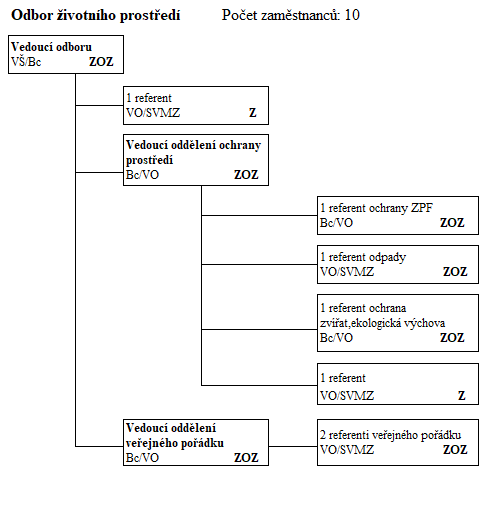 Odbor životního prostředí Počet zaměstnanců: 10
Vedoucí odboru
VŠ/Bc ZOZ
1 referent
VO/SVMZ Z
Vedoucí oddělení ochrany
prostředí
Bc/VO ZOZ
1 referent ochrany ZPF
Bc/VO ZOZ
1 referent odpady
VO/SVMZ ZOZ
1 referent ochrana
zvířat,ekologická výchova
Bc/VO ZOZ
1 referent
VO/SVMZ Z
Vedoucí oddělení
veřejného pořádku
Bc/VO ZOZ
2 referenti veřejného pořádku
VO/SVMZ ZOZ